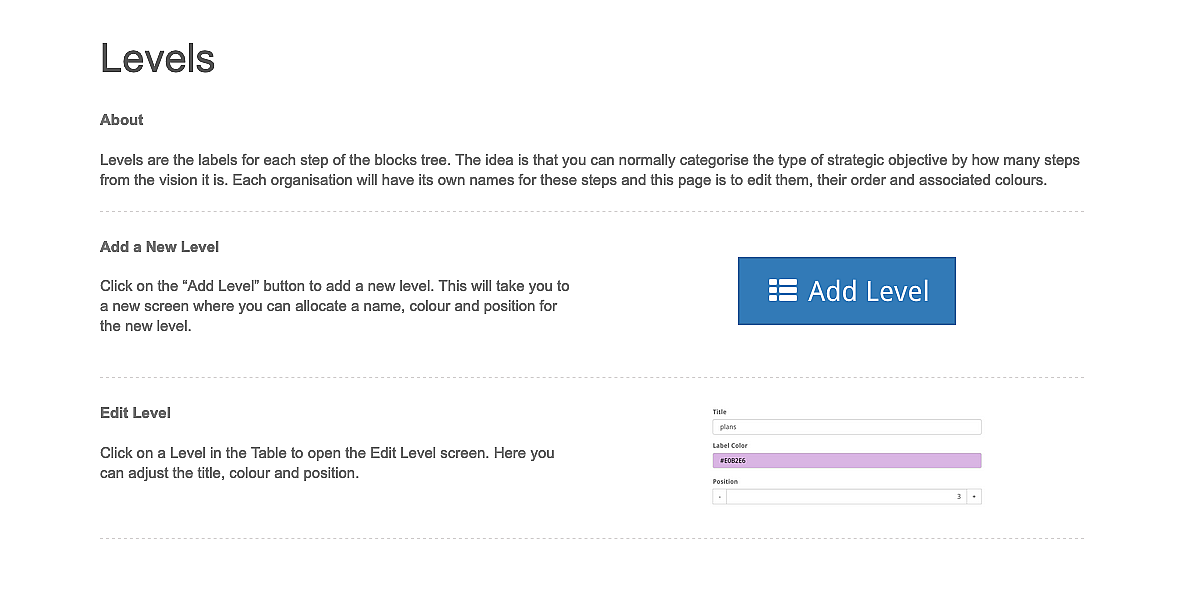 Levels
About
Levels are the labels for each step of the blocks tree. The idea is that you can normally categorise the type of strategic objective by how many steps
from the vision it is. Each organisation will have its own names for these steps and this page is to edit them, their order and associated colours.
Add a New Level
Click on the “Add Level” button to add a new level. This will take you to
a new screen where you can allocate a name, colour and position for
the new level.
Add Level
Edit Level
Click on a Level in the Table to open the Edit Level screen. Here you
can adjust the title, colour and position.
Title
plans
Label Color
#E0B2E6
Position
- 3 +